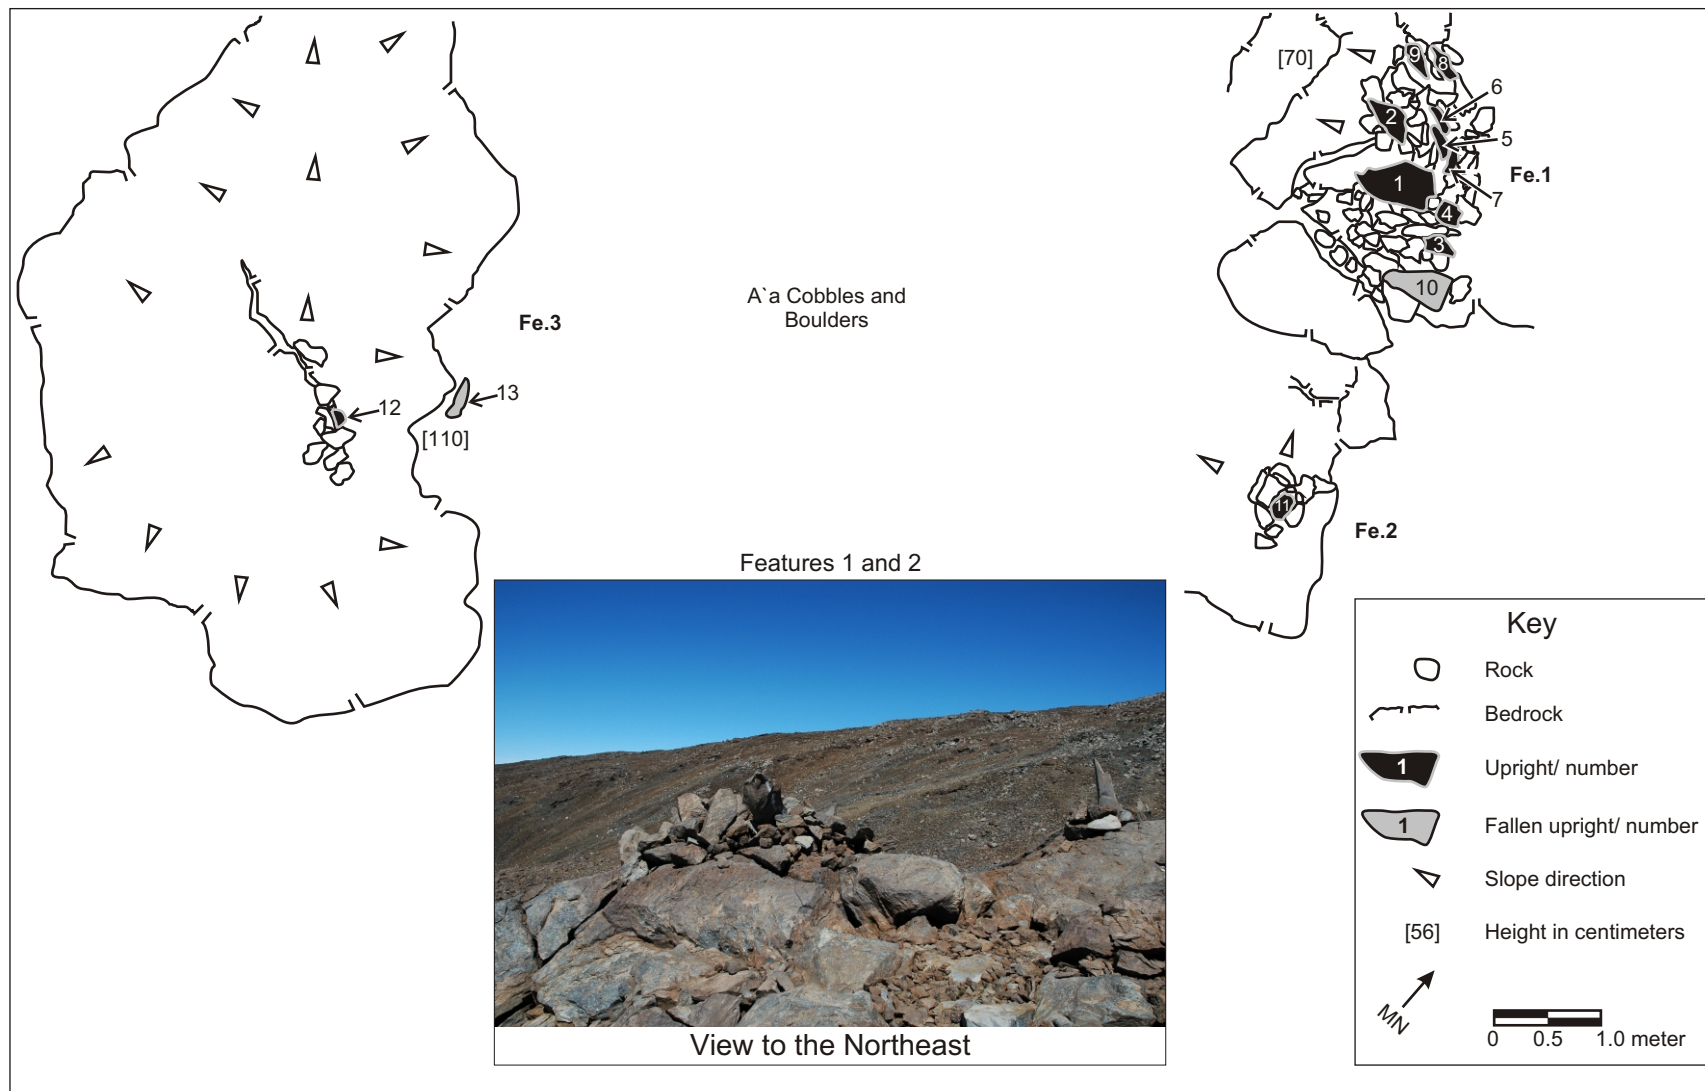 [70]
9
8
6
2
5
Fe.1
1
7
4
3
10
A`a Cobbles and
Boulders
Fe.3
13
12
[110]
11
Fe.2
Features 1 and 2
View to the Northeast
Key
Rock
Bedrock
1 Upright/ number
1 Fallen upright/ number
Slope direction
[56] Height in centimeters
MN
0 0.5 1.0 meter